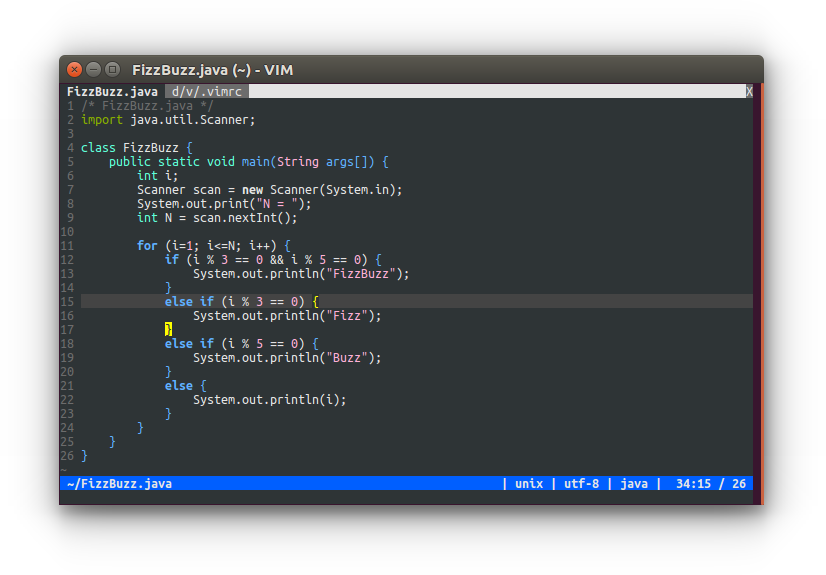 FizzBuzz.java (~) - VIM
FizzBuzz.java d/v/.vimrc X
1 /* FizzBuzz.java */
2 import java.util.Scanner;
3
4 class FizzBuzz {
5     public static void main(String args[]) {
6         int i;
7         Scanner scan = new Scanner(System.in);
8         System.out.print("N = ");
9         int N = scan.nextInt();
10
11         for (i=1; i<=N; i++) {
12             if (i % 3 == 0 && i % 5 == 0) {
13                 System.out.println("FizzBuzz");
14             }
15             else if (i % 3 == 0) {
16                 System.out.println("Fizz");
17             }
18             else if (i % 5 == 0) {
19                 System.out.println("Buzz");
20             }
21             else {
22                 System.out.println(i);
23             }
24         }
25     }
26 }
~
~/FizzBuzz.java | unix | utf-8 | java | 34:15 / 26